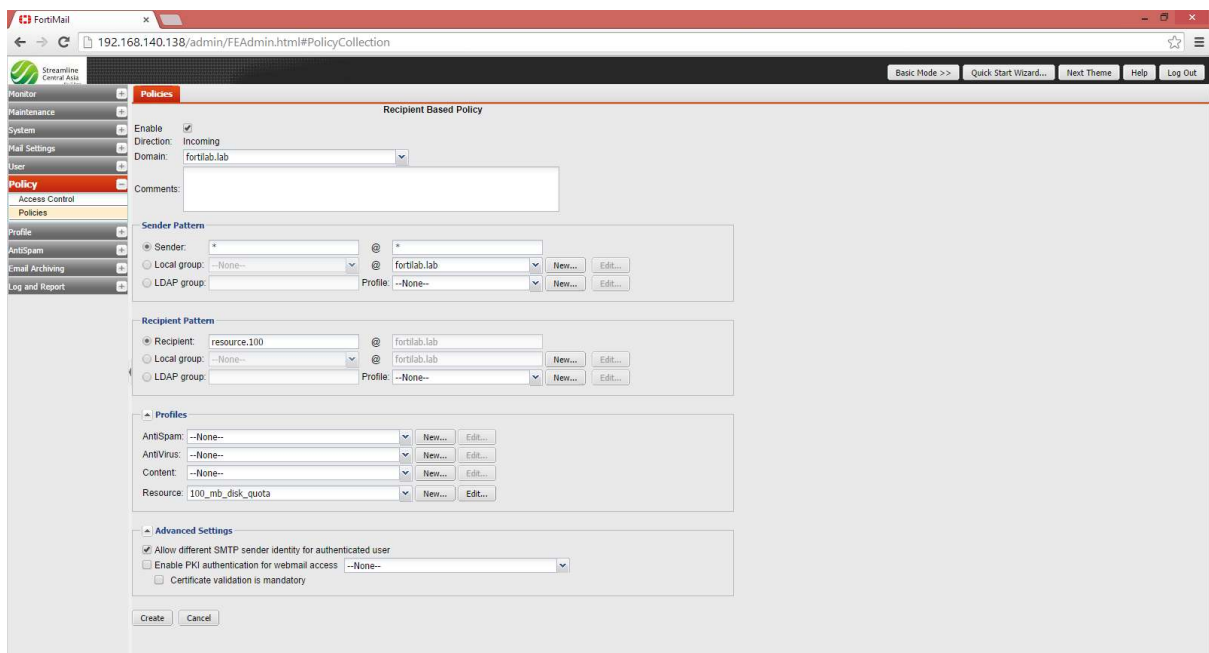 FortiMail
192.168.140.138/admin/FEAdmin.html#PolicyCollection
Streamline
Central Asia
Basic Mode >> Quick Start Wizard... Next Theme Help Log Out
Monitor
Maintenance
System
Mail Settings
User
Policy
Access Control
Policies
Profile
AntiSpam
Email Archiving
Log and Report
Policies
Recipient Based Policy
Enable
Direction: Incoming
Domain: fortilab.lab
Comments:
Sender Pattern
Sender: * @ *
Local group: --None-- @ fortilab.lab New... Edit...
LDAP group: Profile: --None-- New... Edit...
Recipient Pattern
Recipient: resource.100 @ fortilab.lab
Local group: --None-- @ fortilab.lab New... Edit...
LDAP group: Profile: --None-- New... Edit...
Profiles
AntiSpam: --None-- New... Edit...
AntiVirus: --None-- New... Edit...
Content: --None-- New... Edit...
Resource: 100_mb_disk_quota New... Edit...
Advanced Settings
Allow different SMTP sender identity for authenticated user
Enable PKI authentication for webmail access --None--
Certificate validation is mandatory
Create Cancel